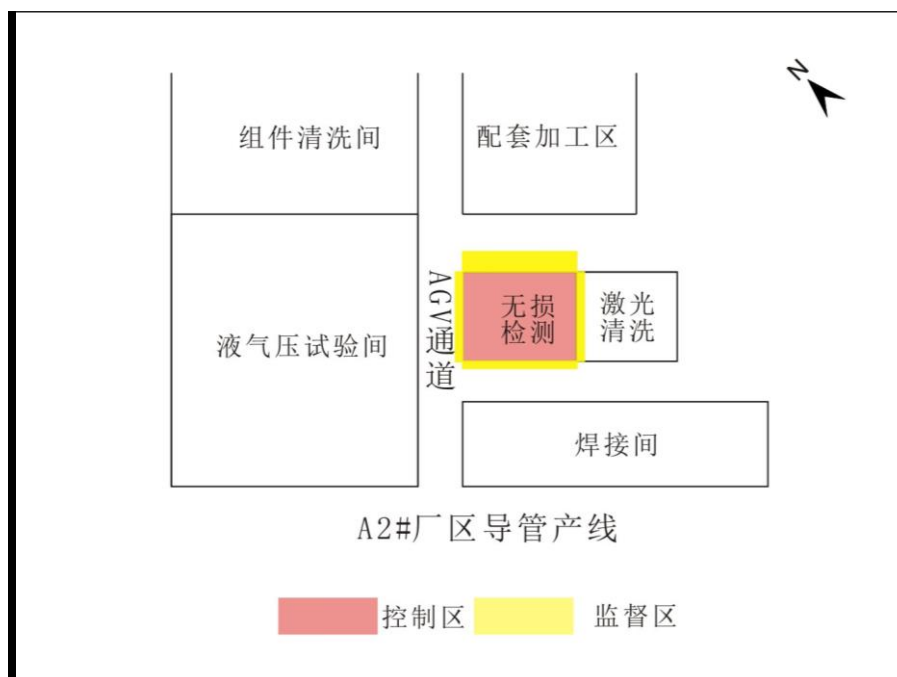 N
组件清洗间
配套加工区
AGV通道
无损
检测
激光
清洗
液气压试验间
焊接间
A2#厂区导管产线
控制区
监督区